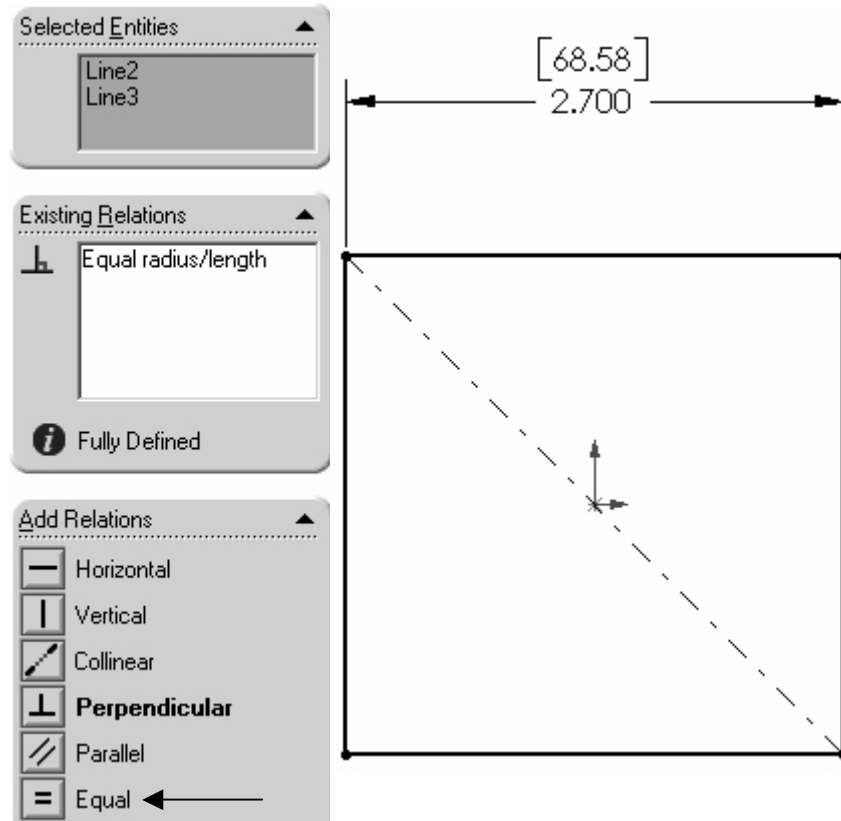 Selected Entities
Line2
Line3
Existing Relations
Equal radius/length
Fully Defined
Add Relations
Horizontal
Vertical
Collinear
Perpendicular
Parallel
Equal
[68.58]
2.700